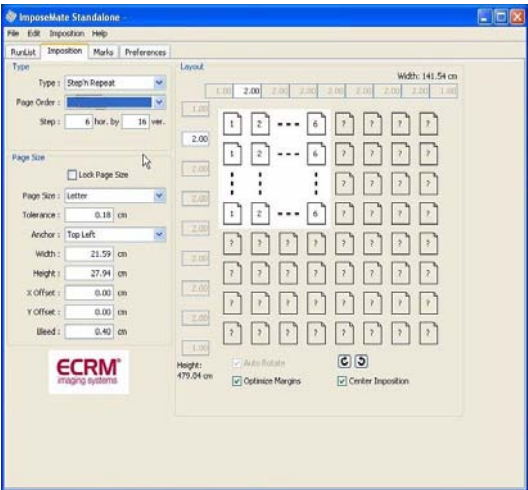 ImposeMate Standalone -
File Edit Imposition Help
RunList Imposition Marks Preferences
Type
Type : Step'n Repeat
Page Order :
Step : 6 hor. by 16 ver.
Page Size
Lock Page Size
Page Size : Letter
Tolerance : 0.18 cm
Anchor : Top Left
Width : 21.59 cm
Height : 27.94 cm
X Offset : 0.00 cm
Y Offset : 0.00 cm
Bleed : 0.40 cm
ECRM®
imaging systems
Layout
Width: 141.54 cm
1.00 2.00 2.00 2.00 2.00 2.00 2.00 2.00 1.00
1.00
1 2 --- 6 ? ? ? ?
2.00
1 2 --- 6 ? ? ? ?
2.00
? ? ? ?
2.00
1 2 --- 6 ? ? ? ?
2.00
? ? ? ? ? ? ? ?
2.00
? ? ? ? ? ? ? ?
2.00
? ? ? ? ? ? ? ?
2.00
? ? ? ? ? ? ? ?
1.00
Height:
479.04 cm
Auto Rotate
Optimize Margins
Center Imposition